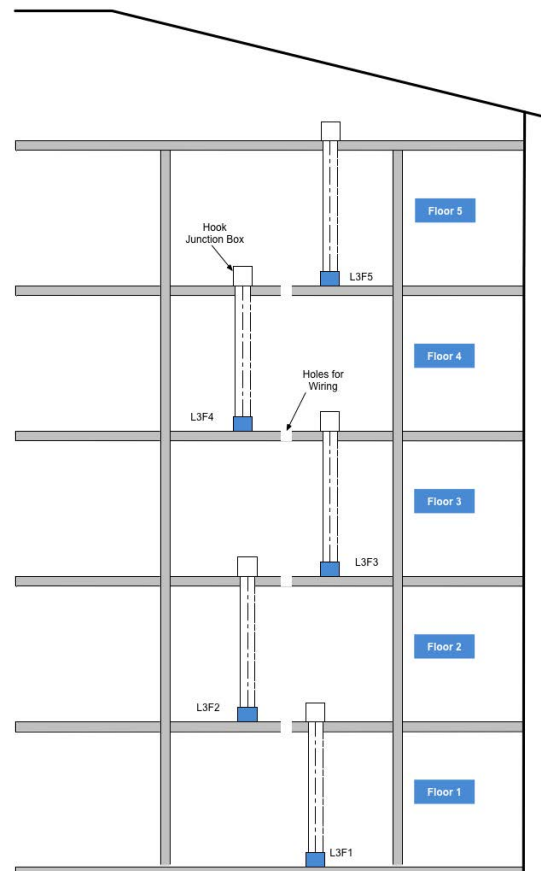 Floor 5
Hook
Junction Box
L3F5
Floor 4
Holes for
Wiring
L3F4
Floor 3
L3F3
Floor 2
L3F2
Floor 1
L3F1